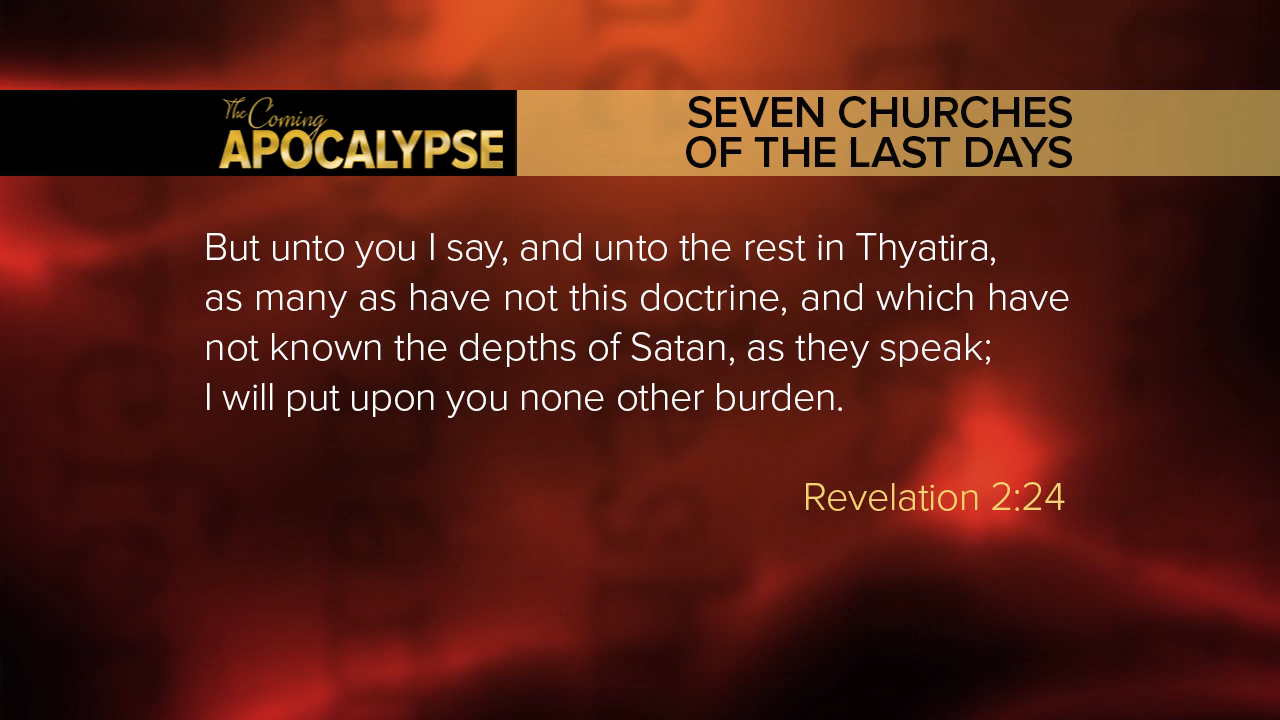 The Coming
APOCALYPSE
SEVEN CHURCHES
OF THE LAST DAYS
But unto you I say, and unto the rest in Thyatira,
as many as have not this doctrine, and which have
not known the depths of Satan, as they speak;
I will put upon you none other burden.
Revelation 2:24